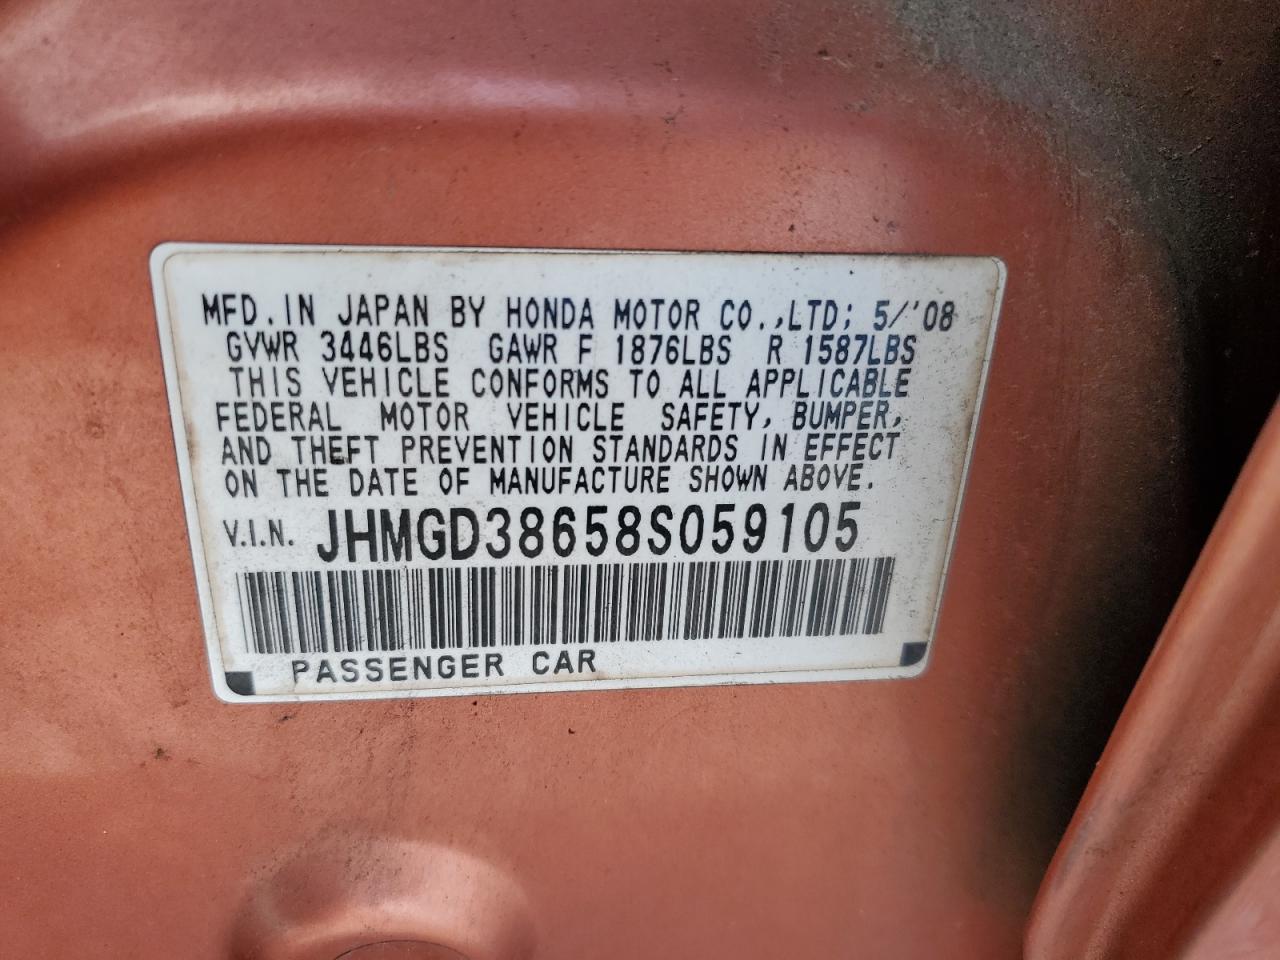 MFD. IN JAPAN BY HONDA MOTOR CO.,LTD; 5/'08
GVWR 3446LBS GAWR F 1876LBS R 1587LBS
THIS VEHICLE CONFORMS TO ALL APPLICABLE
FEDERAL MOTOR VEHICLE SAFETY, BUMPER,
AND THEFT PREVENTION STANDARDS IN EFFECT
ON THE DATE OF MANUFACTURE SHOWN ABOVE.
V.I.N. JHMGD38658S059105
PASSENGER CAR